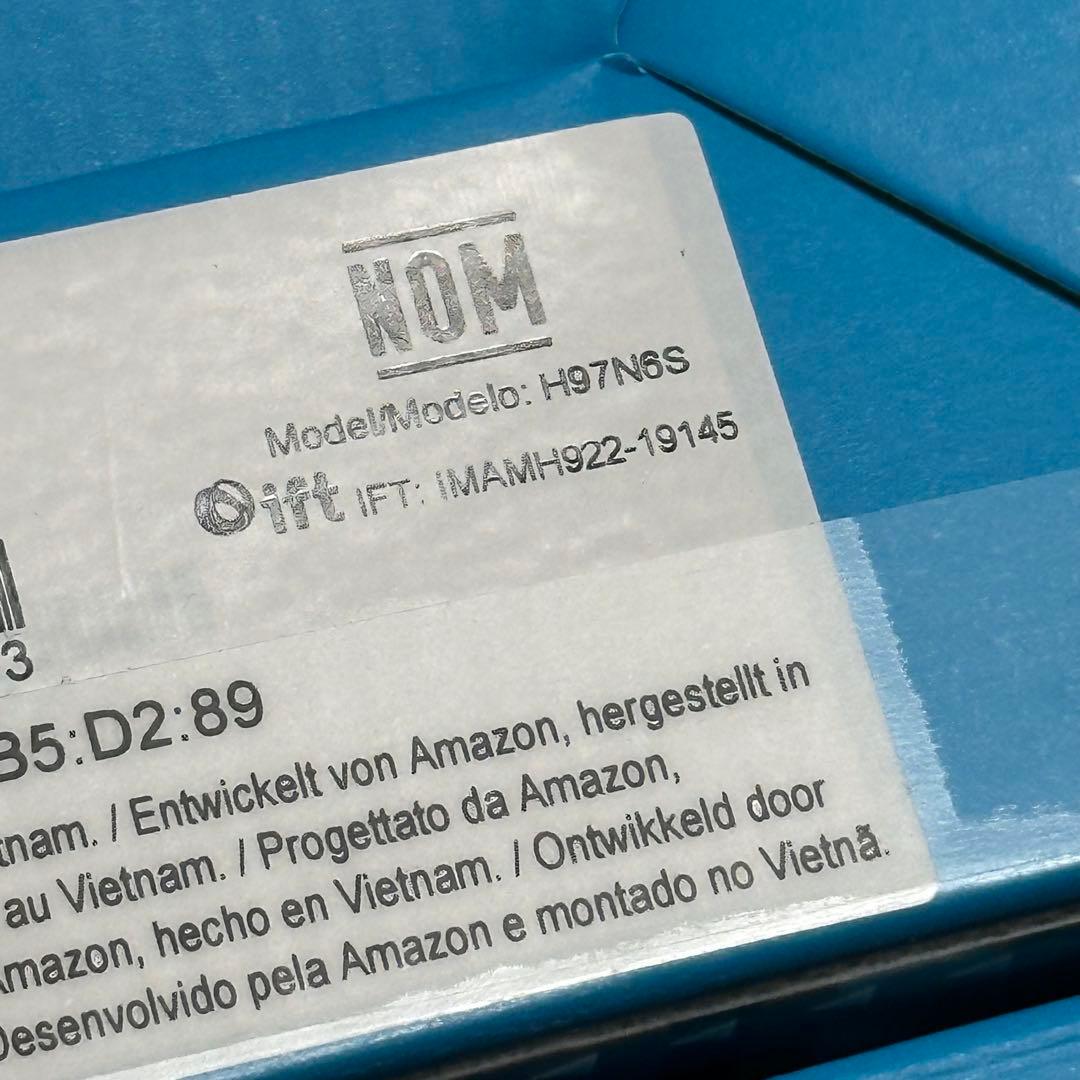 NOM
Model/Modelo: H97N6S
ift IFT: IMAMH922-19145
3
B5:D2:89
tnam. / Entwickelt von Amazon, hergestellt in
au Vietnam. / Progettato da Amazon,
Amazon, hecho en Vietnam. / Ontwikkeld door
Desenvolvido pela Amazon e montado no Vietnã.